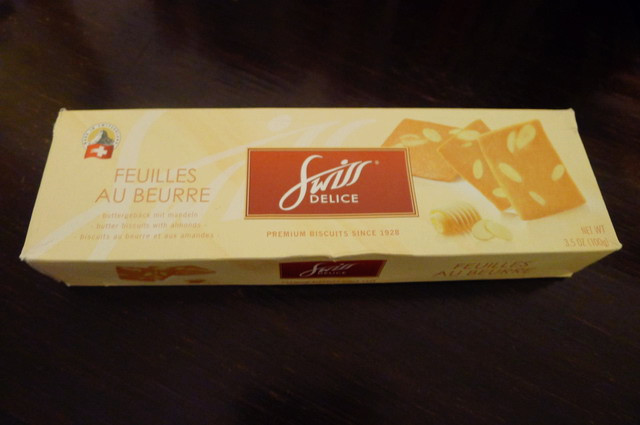 FEUILLES
AU BEURRE
- Buttergebäck mit mandeln
- butter biscuits with almonds -
Biscuits au beurre et aux amandes
Swiss
DELICE
PREMIUM BISCUITS SINCE 1928
NET WT
3.5 OZ (100g)
Swiss
DELICE
FEUILLES
AU BEURRE